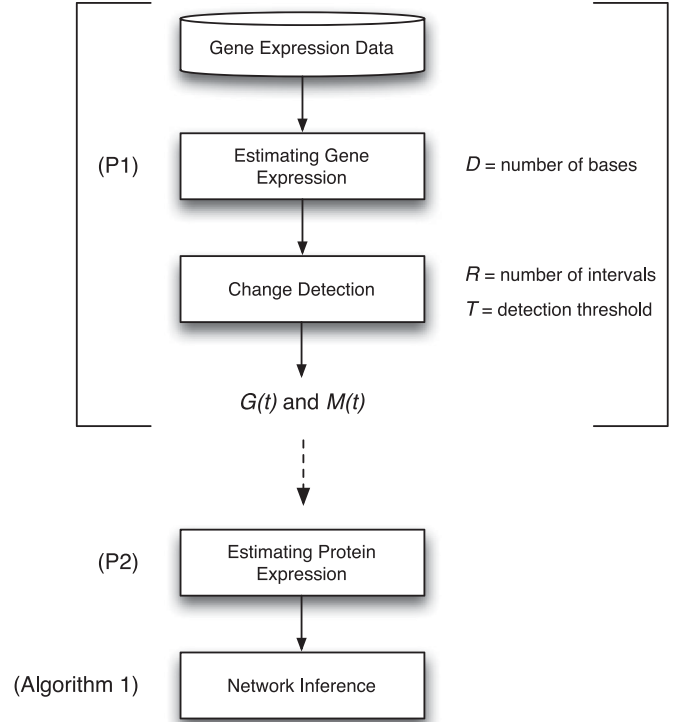 Gene Expression Data
(P1)
Estimating Gene
Expression
D = number of bases
Change Detection
R = number of intervals
T = detection threshold
G(t) and M(t)
(P2)
Estimating Protein
Expression
(Algorithm 1)
Network Inference